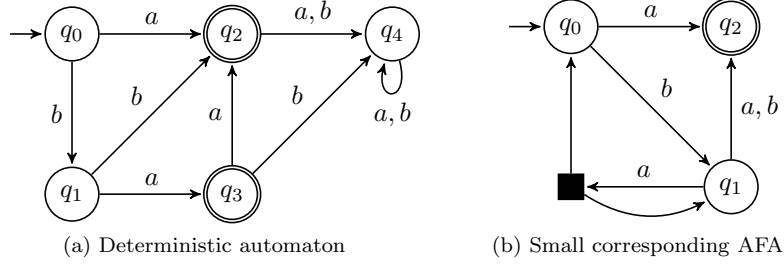 q0 a q2 a, b q4
b b a b a, b
q1 a q3
(a) Deterministic automaton
q0 a q2
b a, b
a q1
(b) Small corresponding AFA